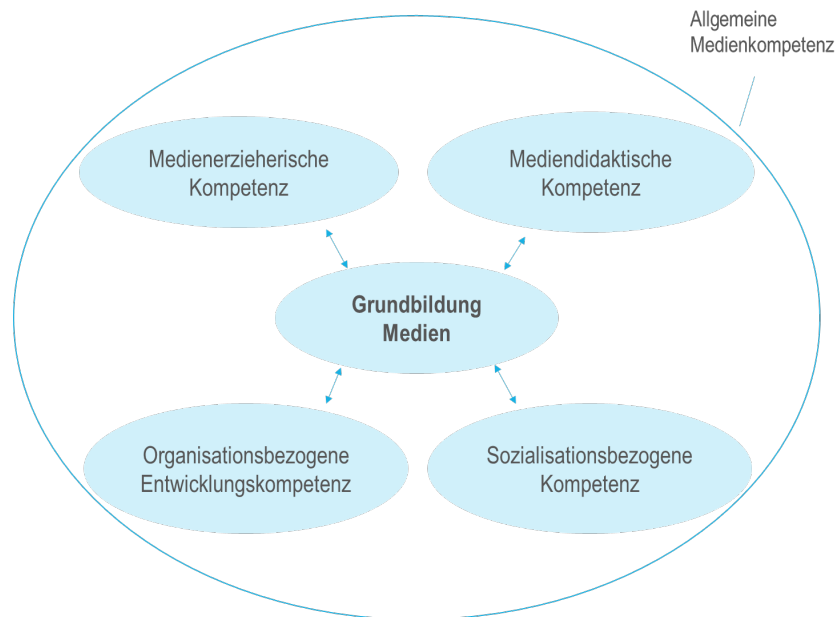 Allgemeine
Medienkompetenz
Medienerzieherische
Kompetenz
Mediendidaktische
Kompetenz
Grundbildung
Medien
Organisationsbezogene
Entwicklungskompetenz
Sozialisationsbezogene
Kompetenz